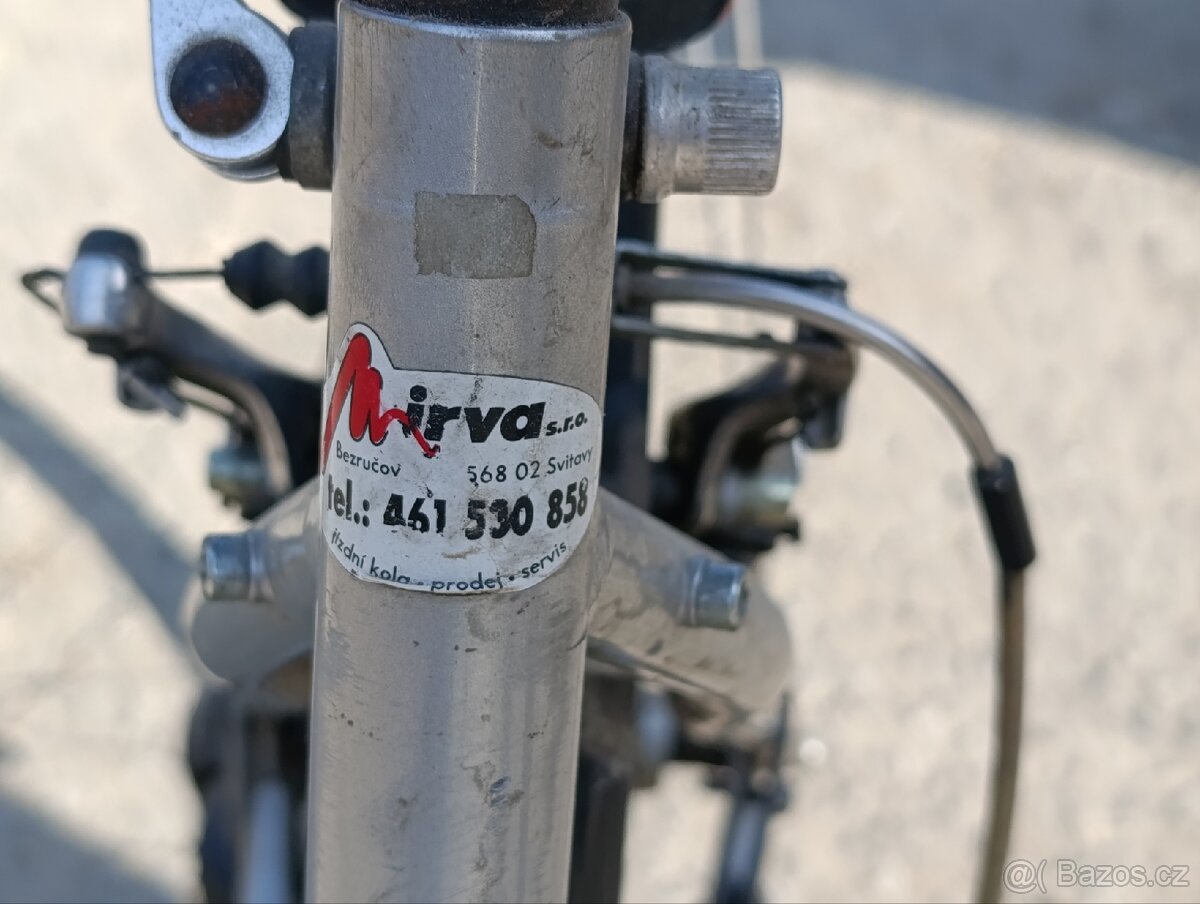 Mirva s.r.o.
Bezručov 568 02 Svitavy
tel.: 461 530 858
jízdní kola - prodej - servis
@( Bazos.cz